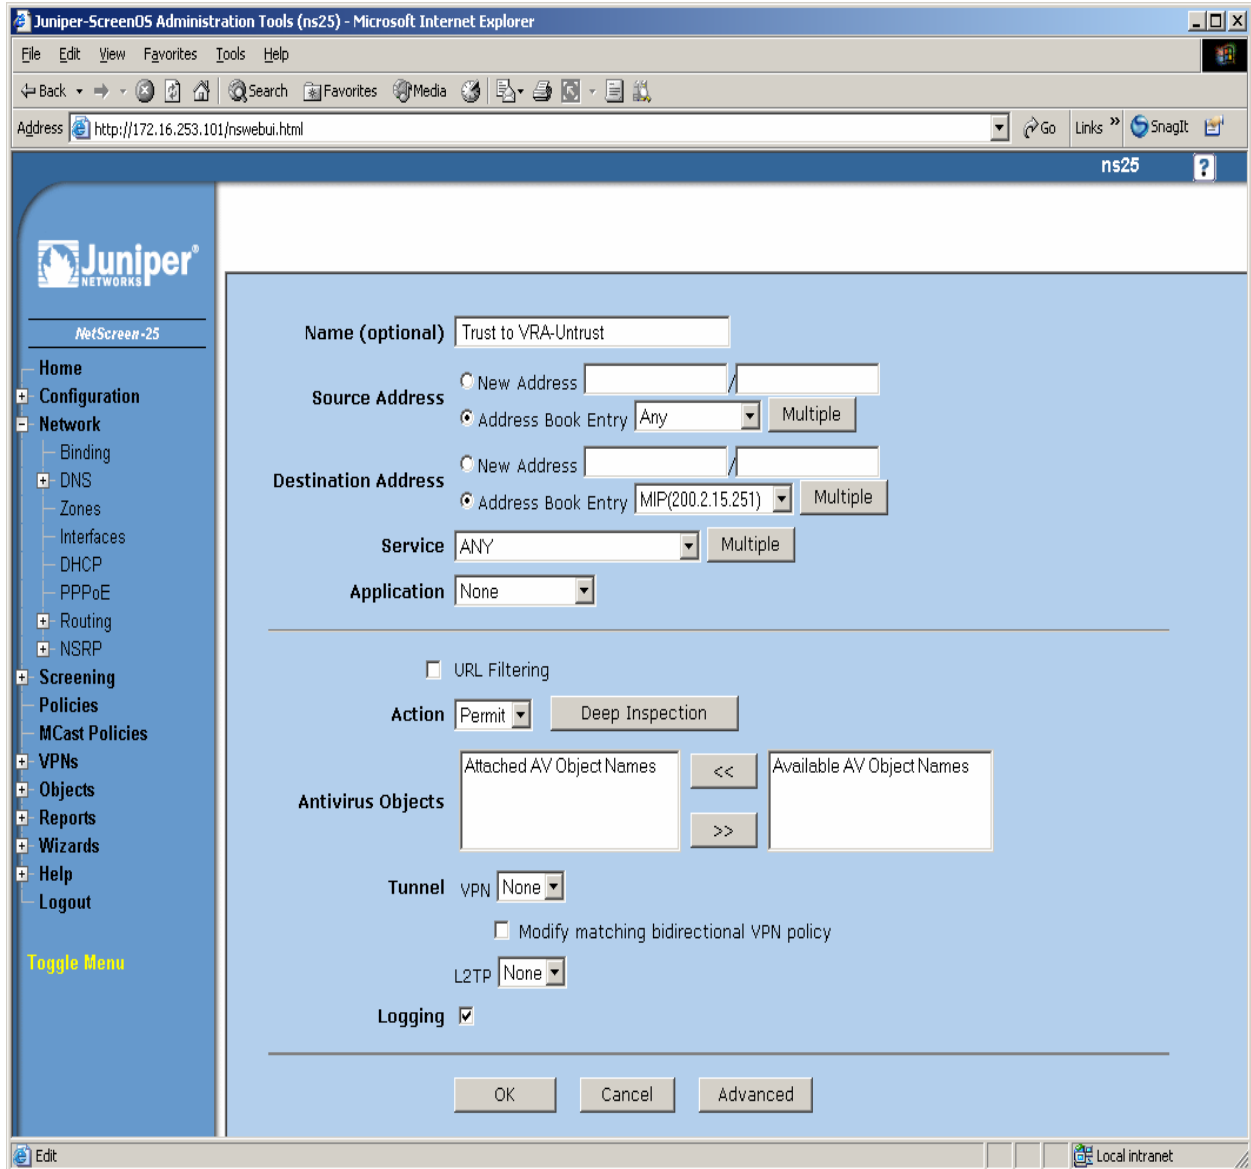 Juniper-ScreenOS Administration Tools (ns25) - Microsoft Internet Explorer
File Edit View Favorites Tools Help
Back Search Favorites Media
Address http://172.16.253.101/nswebui.html Go Links » SnagIt
ns25 ?
Juniper®
NETWORKS
NetScreen-25
Home
Configuration
Network
Binding
DNS
Zones
Interfaces
DHCP
PPPoE
Routing
NSRP
Screening
Policies
MCast Policies
VPNs
Objects
Reports
Wizards
Help
Logout
Toggle Menu
Name (optional) Trust to VRA-Untrust
Source Address
New Address /
Address Book Entry Any Multiple
Destination Address
New Address /
Address Book Entry MIP(200.2.15.251) Multiple
Service ANY Multiple
Application None
URL Filtering
Action Permit Deep Inspection
Antivirus Objects
Attached AV Object Names << Available AV Object Names
>>
Tunnel VPN None
Modify matching bidirectional VPN policy
L2TP None
Logging
OK Cancel Advanced
Edit Local intranet